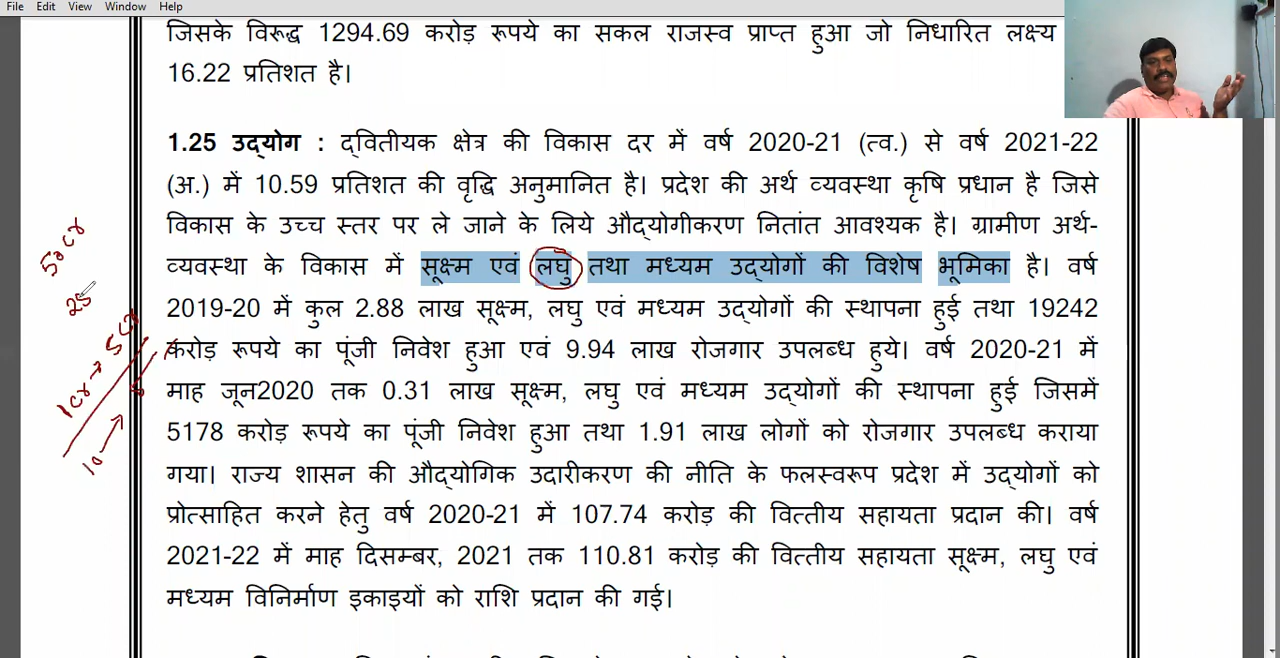 File Edit View Window Help
जिसके विरूद्ध 1294.69 करोड़ रूपये का सकल राजस्व प्राप्त हुआ जो निधारित लक्ष्य
16.22 प्रतिशत है।
1.25 उद्योग : द्वितीयक क्षेत्र की विकास दर में वर्ष 2020-21 (त्व.) से वर्ष 2021-22
(अ.) में 10.59 प्रतिशत की वृद्धि अनुमानित है। प्रदेश की अर्थ व्यवस्था कृषि प्रधान है जिसे
विकास के उच्च स्तर पर ले जाने के लिये औद्योगीकरण नितांत आवश्यक है। ग्रामीण अर्थ-
व्यवस्था के विकास में सूक्ष्म एवं लघु तथा मध्यम उद्योगों की विशेष भूमिका है। वर्ष
2019-20 में कुल 2.88 लाख सूक्ष्म, लघु एवं मध्यम उद्योगों की स्थापना हुई तथा 19242
करोड़ रूपये का पूंजी निवेश हुआ एवं 9.94 लाख रोजगार उपलब्ध हुये। वर्ष 2020-21 में
माह जून2020 तक 0.31 लाख सूक्ष्म, लघु एवं मध्यम उद्योगों की स्थापना हुई जिसमें
5178 करोड़ रूपये का पूंजी निवेश हुआ तथा 1.91 लाख लोगों को रोजगार उपलब्ध कराया
गया। राज्य शासन की औद्योगिक उदारीकरण की नीति के फलस्वरूप प्रदेश में उद्योगों को
प्रोत्साहित करने हेतु वर्ष 2020-21 में 107.74 करोड़ की वित्तीय सहायता प्रदान की। वर्ष
2021-22 में माह दिसम्बर, 2021 तक 110.81 करोड़ की वित्तीय सहायता सूक्ष्म, लघु एवं
मध्यम विनिर्माण इकाइयों को राशि प्रदान की गई।
50 cr
25
1cr → 5 cr
10 →